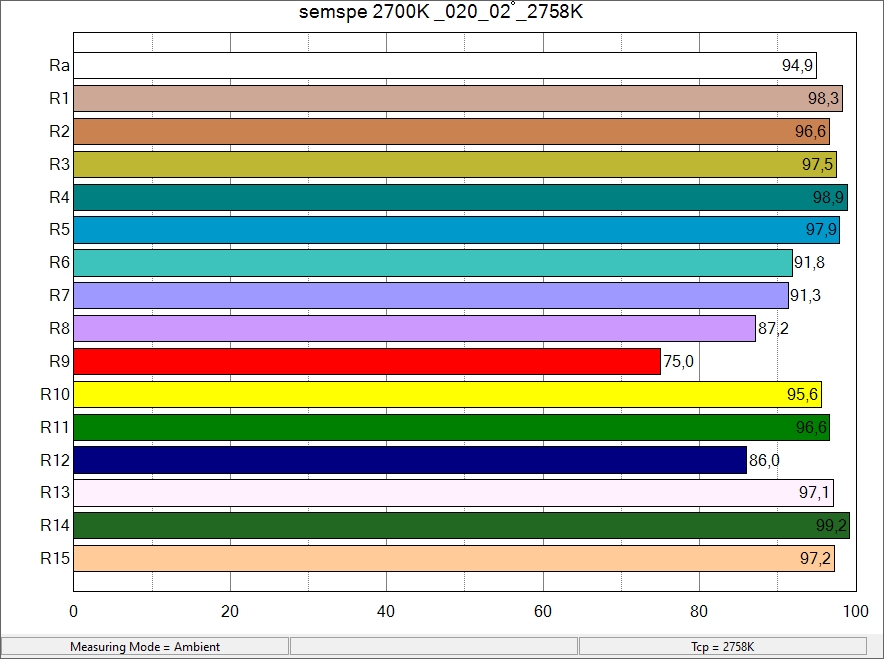 semspe 2700K _020_02°_2758K
Ra 94,9
R1 98,3
R2 96,6
R3 97,5
R4 98,9
R5 97,9
R6 91,8
R7 91,3
R8 87,2
R9 75,0
R10 95,6
R11 96,6
R12 86,0
R13 97,1
R14 99,2
R15 97,2
0 20 40 60 80 100
Measuring Mode = Ambient Tcp = 2758K